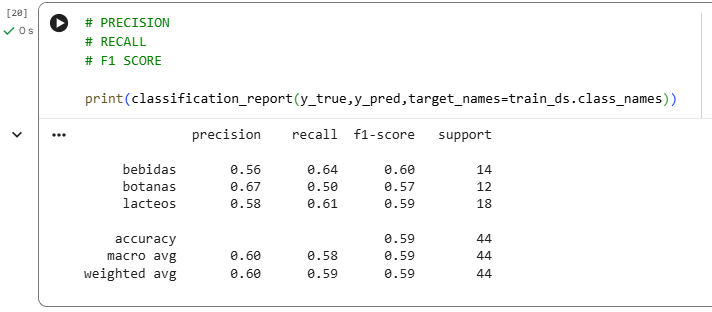 [20]
0 s
# PRECISION
# RECALL
# F1 SCORE
print(classification_report(y_true,y_pred,target_names=train_ds.class_names))
precision recall f1-score support
bebidas 0.56 0.64 0.60 14
botanas 0.67 0.50 0.57 12
lacteos 0.58 0.61 0.59 18
accuracy 0.59 44
macro avg 0.60 0.58 0.59 44
weighted avg 0.60 0.59 0.59 44